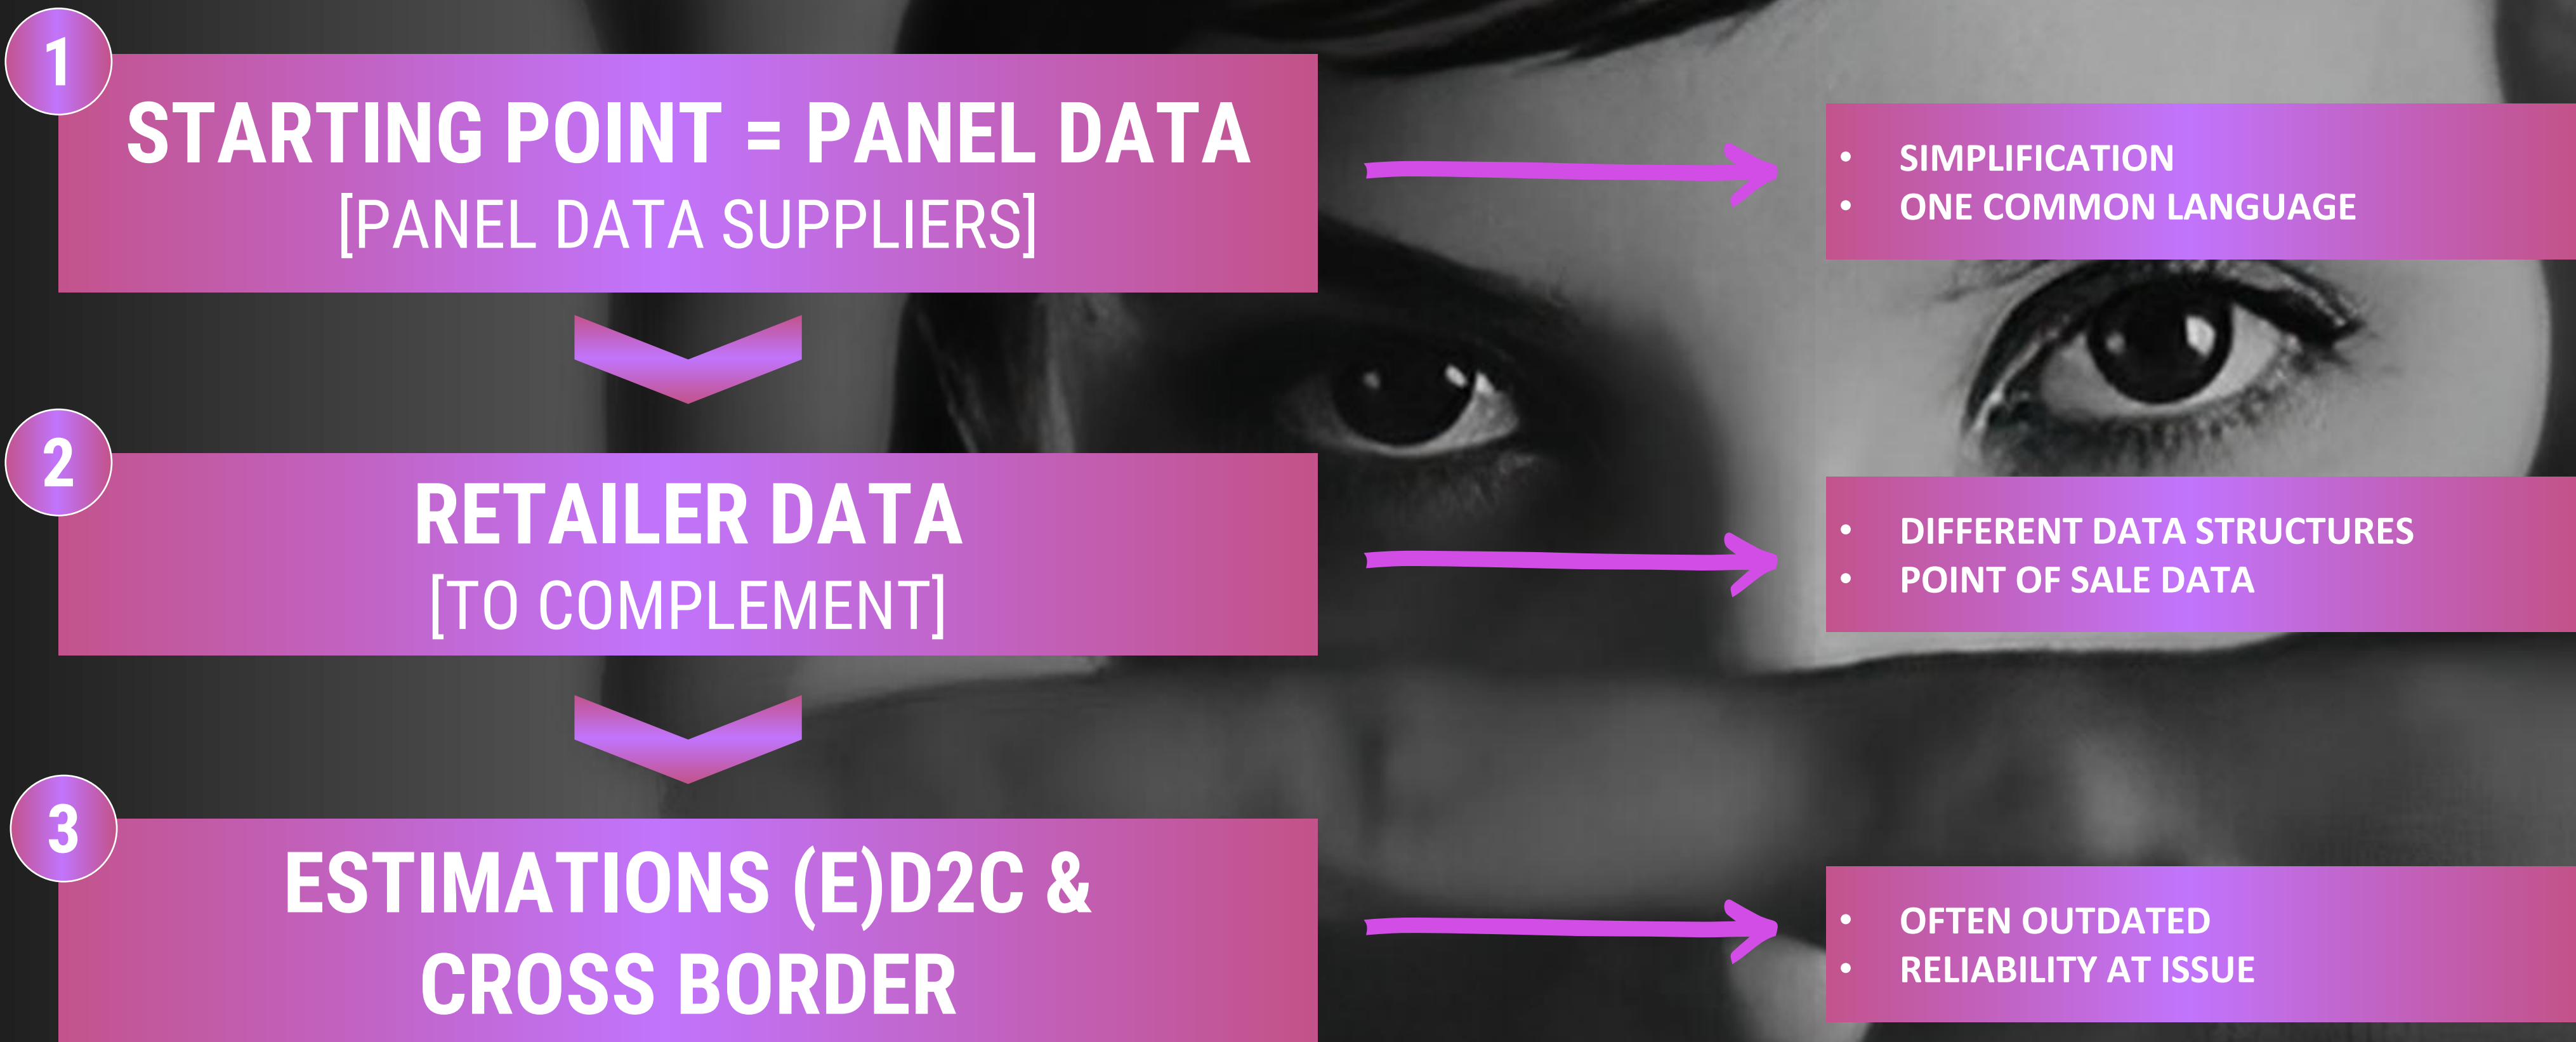 1
STARTING POINT = PANEL DATA
[PANEL DATA SUPPLIERS]
• SIMPLIFICATION
• ONE COMMON LANGUAGE
2
RETAILER DATA
[TO COMPLEMENT]
• DIFFERENT DATA STRUCTURES
• POINT OF SALE DATA
3
ESTIMATIONS (E)D2C &
CROSS BORDER
• OFTEN OUTDATED
• RELIABILITY AT ISSUE